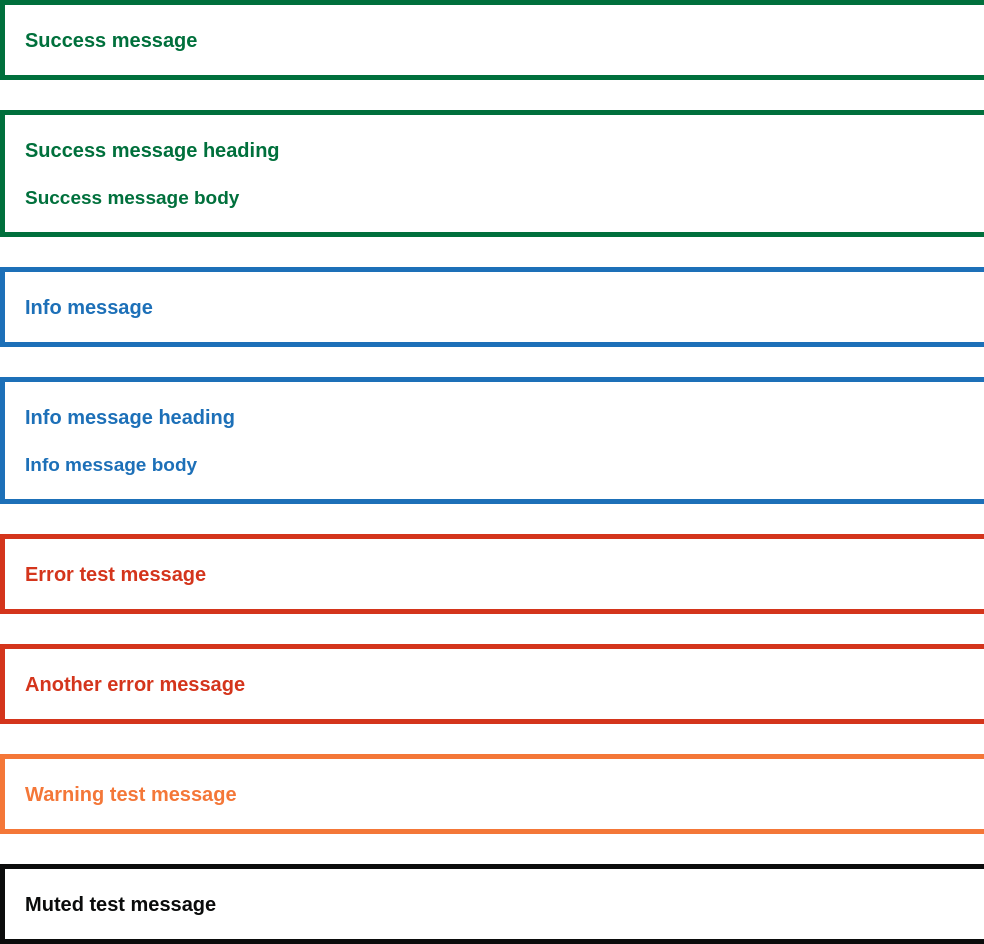 Success message
Success message heading
Success message body
Info message
Info message heading
Info message body
Error test message
Another error message
Warning test message
Muted test message